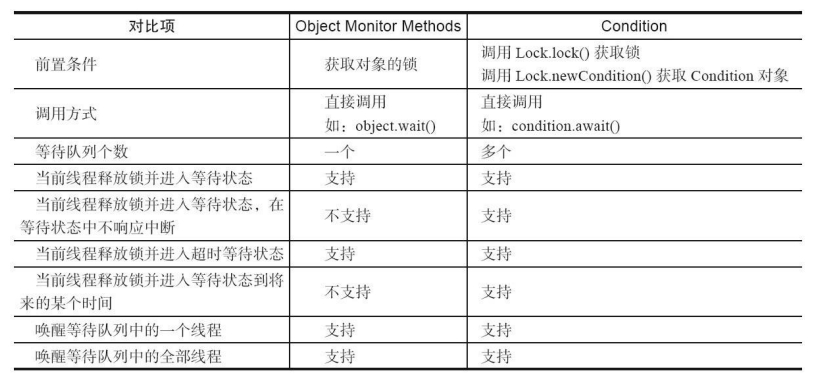 对比项 Object Monitor Methods Condition
前置条件 获取对象的锁 调用 Lock.lock() 获取锁
调用 Lock.newCondition() 获取 Condition 对象
调用方式 直接调用 直接调用
如：object.wait() 如：condition.await()
等待队列个数 一个 多个
当前线程释放锁并进入等待状态 支持 支持
当前线程释放锁并进入等待状态，在
等待状态中不响应中断 不支持 支持
当前线程释放锁并进入超时等待状态 支持 支持
当前线程释放锁并进入等待状态到将
来的某个时间 不支持 支持
唤醒等待队列中的一个线程 支持 支持
唤醒等待队列中的全部线程 支持 支持